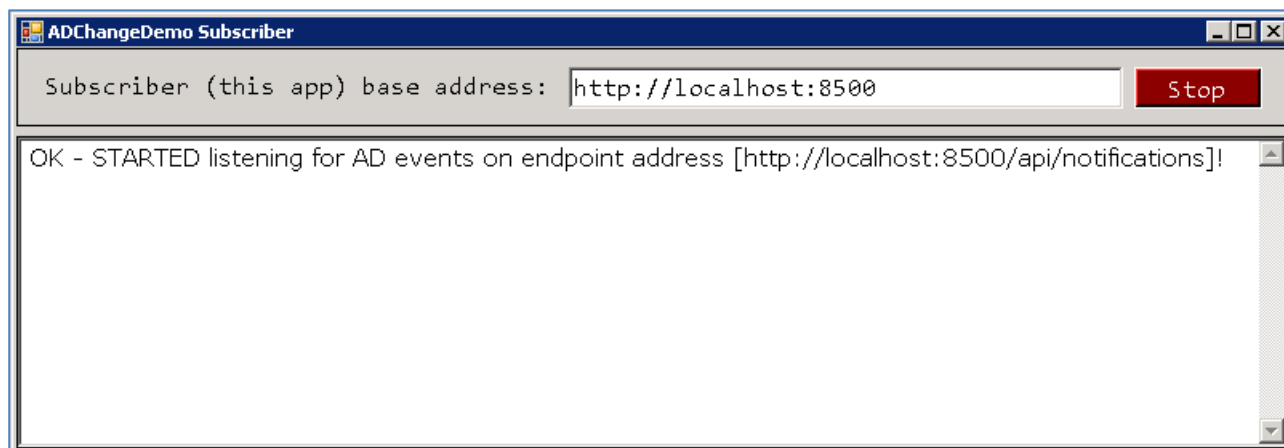 ADChangeDemo Subscriber
Subscriber (this app) base address: http://localhost:8500 Stop
OK - STARTED listening for AD events on endpoint address [http://localhost:8500/api/notifications]!